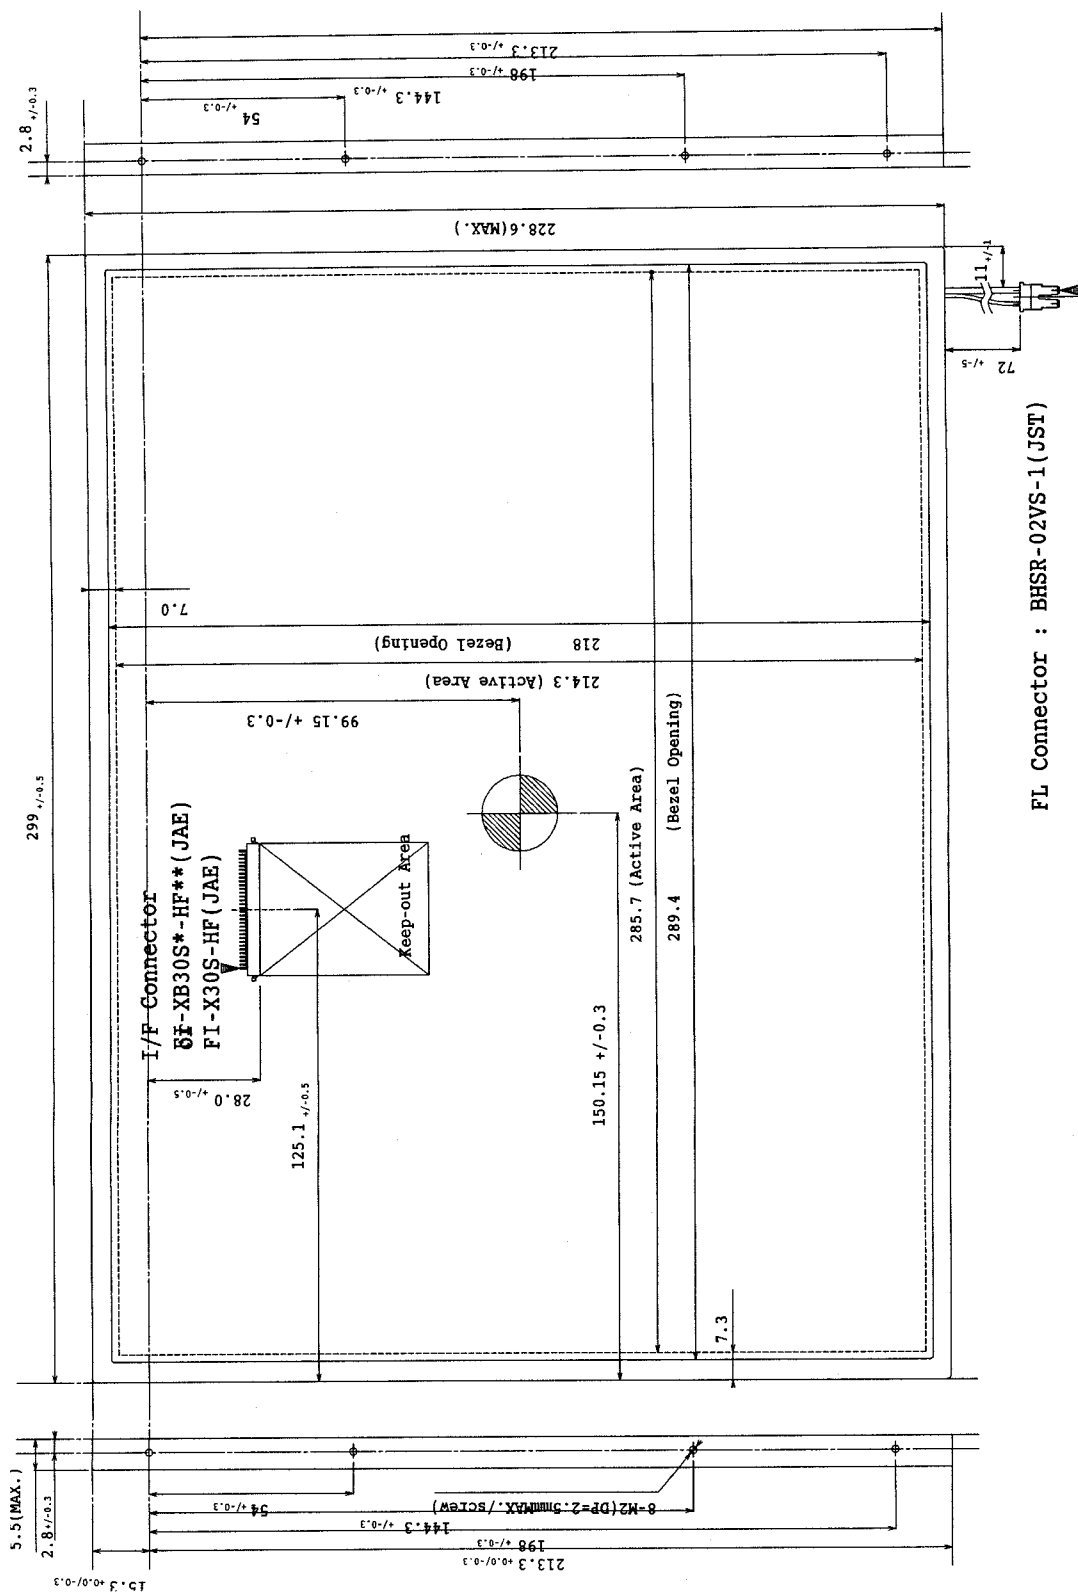 213.3 +/-0.3
198 +/-0.3
144.3 +/-0.3
54 +/-0.3
2.8 +/-0.3
228.6(MAX.)
11 +/-1
72 +/-5
FL Connector : BHSR-02VS-1(JST)
7.0
218 (Bezel Opening)
214.3 (Active Area)
99.15 +/-0.3
299 +/-0.5
I/F Connector
-XB30S*-HF**(JAE)
FI-X30S-HF(JAE)
Keep-out Area
28.0 +/-0.5
125.1 +/-0.5
285.7 (Active Area)
289.4 (Bezel Opening)
150.15 +/-0.3
7.3
5.5(MAX.)
2.8 +/-0.3
15.3 +0.0/-0.3
8-M2(DP=2.5mmMAX./screw)
54 +/-0.3
144.3 +/-0.3
198 +/-0.3
213.3 +0.0/-0.3